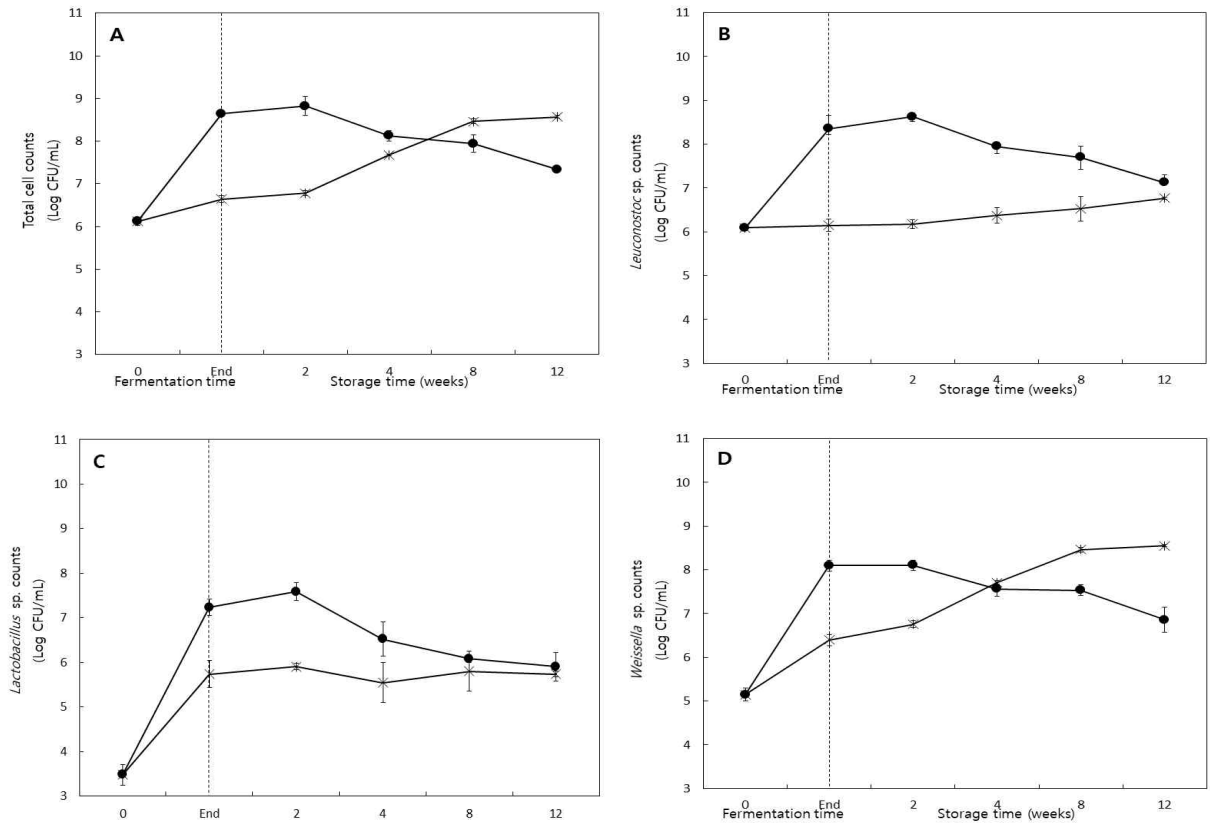 A
11
10
9
8
7
6
5
4
3
Total cell counts
(Log CFU/mL)
0 End 2 4 8 12
Fermentation time Storage time (weeks)
B
11
10
9
8
7
6
5
4
3
Leuconostoc sp. counts
(Log CFU/mL)
0 End 2 4 8 12
Fermentation time Storage time (weeks)
C
11
10
9
8
7
6
5
4
3
Lactobacillus sp. counts
(Log CFU/mL)
0 End 2 4 8 12
D
11
10
9
8
7
6
5
4
3
Weissella sp. counts
(Log CFU/mL)
0 End 2 4 8 12
Fermentation time Storage time (weeks)